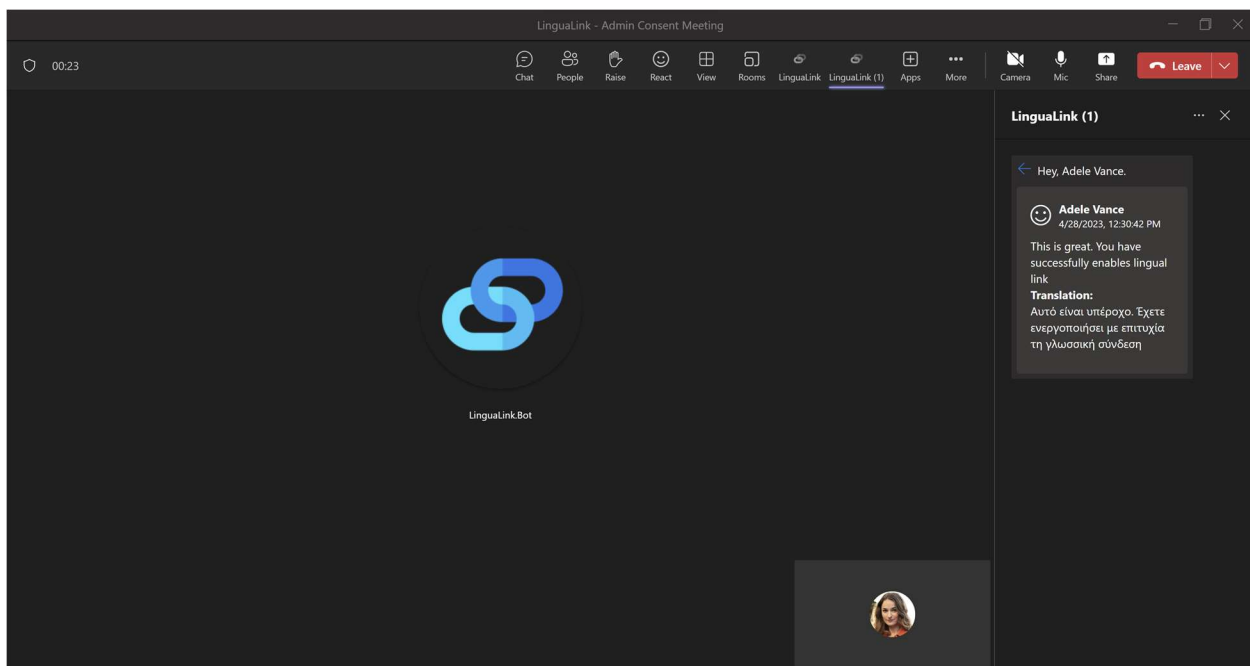 LinguaLink - Admin Consent Meeting
00:23
Chat
People
Raise
React
View
Rooms
LinguaLink
LinguaLink (1)
Apps
More
Camera
Mic
Share
Leave
LinguaLink (1)
Hey, Adele Vance.
Adele Vance
4/28/2023, 12:30:42 PM
This is great. You have
successfully enables lingual
link
Translation:
Αυτό είναι υπέροχο. Έχετε
ενεργοποιήσει με επιτυχία
τη γλωσσική σύνδεση
LinguaLink.Bot